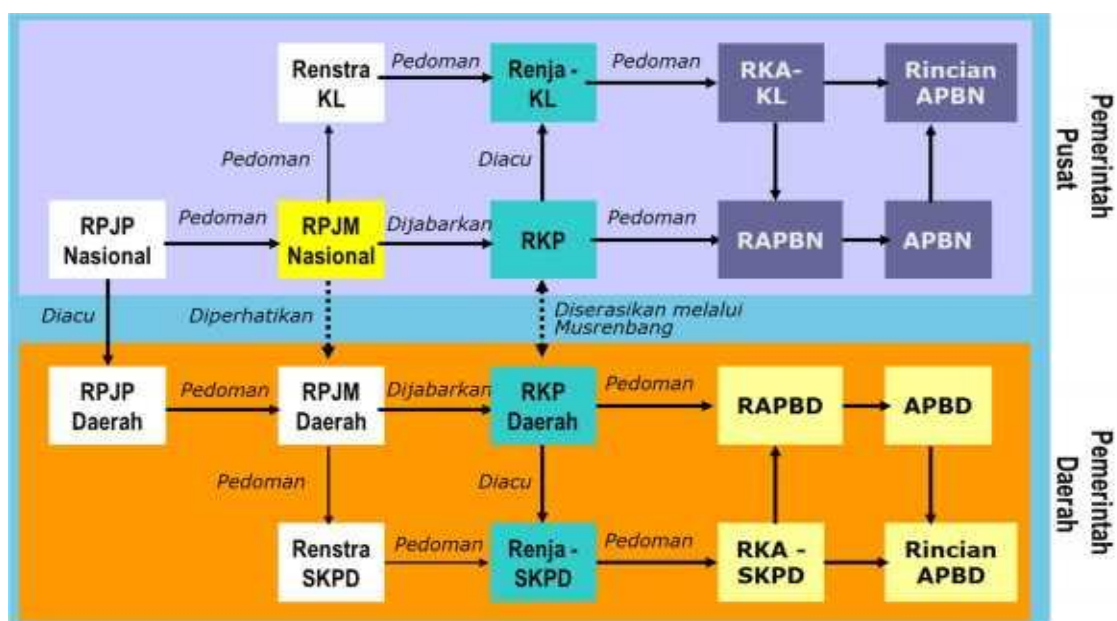 Renstra
KL
Pedoman
Renja -
KL
Pedoman
RKA-
KL
Rincian
APBN
Pedoman
Diacu
RPJP
Nasional
Pedoman
RPJM
Nasional
Dijabarkan
RKP
Pedoman
RAPBN
APBN
Pemerintah
Pusat
Diacu
Diperhatikan
Diserasikan melalui
Musrenbang
RPJP
Daerah
Pedoman
RPJM
Daerah
Dijabarkan
RKP
Daerah
Pedoman
RAPBD
APBD
Pedoman
Diacu
Renstra
SKPD
Pedoman
Renja -
SKPD
Pedoman
RKA -
SKPD
Rincian
APBD
Pemerintah
Daerah